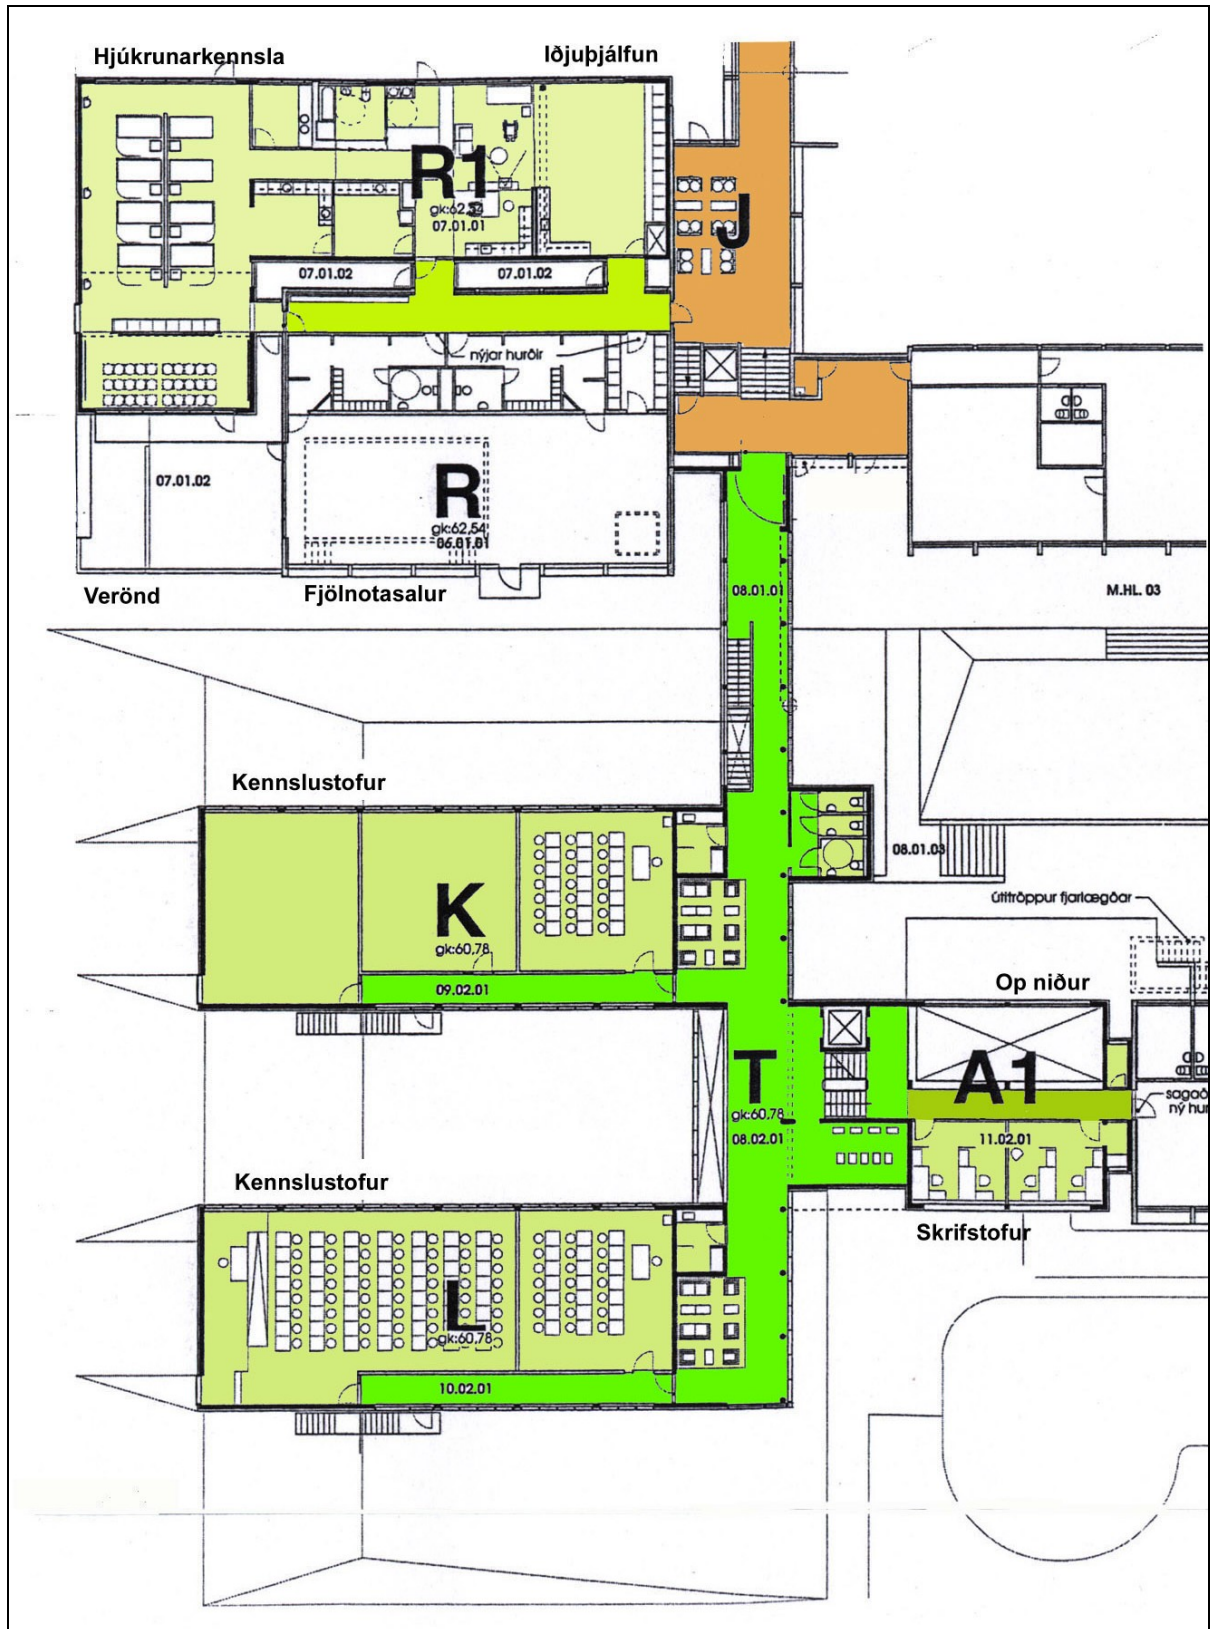 Hjúkrunarkennsla
Iðjuþjálfun
R1
gk:62,54
07.01.01
J
07.01.02
07.01.02
nýjar hurðir
07.01.02
R
gk:62,54
06.01.01
Verönd
Fjölnotasalur
08.01.01
M.HL. 03
Kennslustofur
08.01.03
útitröppur fjarlægðar
K
gk:60,78
09.02.01
Op niður
T
gk:60,78
08.02.01
A1
sagað
ný hur
11.02.01
Kennslustofur
Skrifstofur
L
gk:60,78
10.02.01